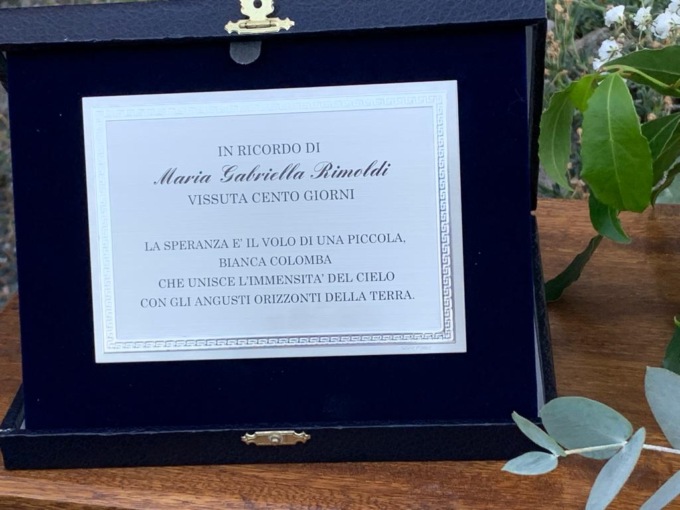 IN RICORDO DI
Maria Gabriella Rimoldi
VISSUTA CENTO GIORNI
LA SPERANZA E' IL VOLO DI UNA PICCOLA,
BIANCA COLOMBA
CHE UNISCE L'IMMENSITA' DEL CIELO
CON GLI ANGUSTI ORIZZONTI DELLA TERRA.